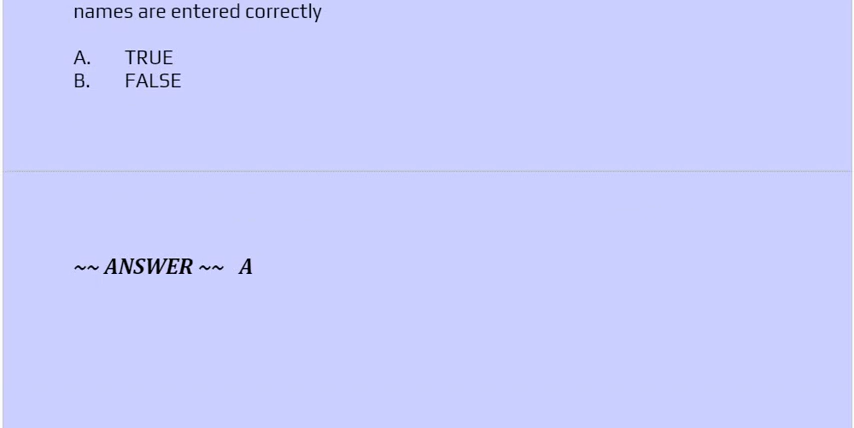 names are entered correctly
A. TRUE
B. FALSE
~~ ANSWER ~~ A